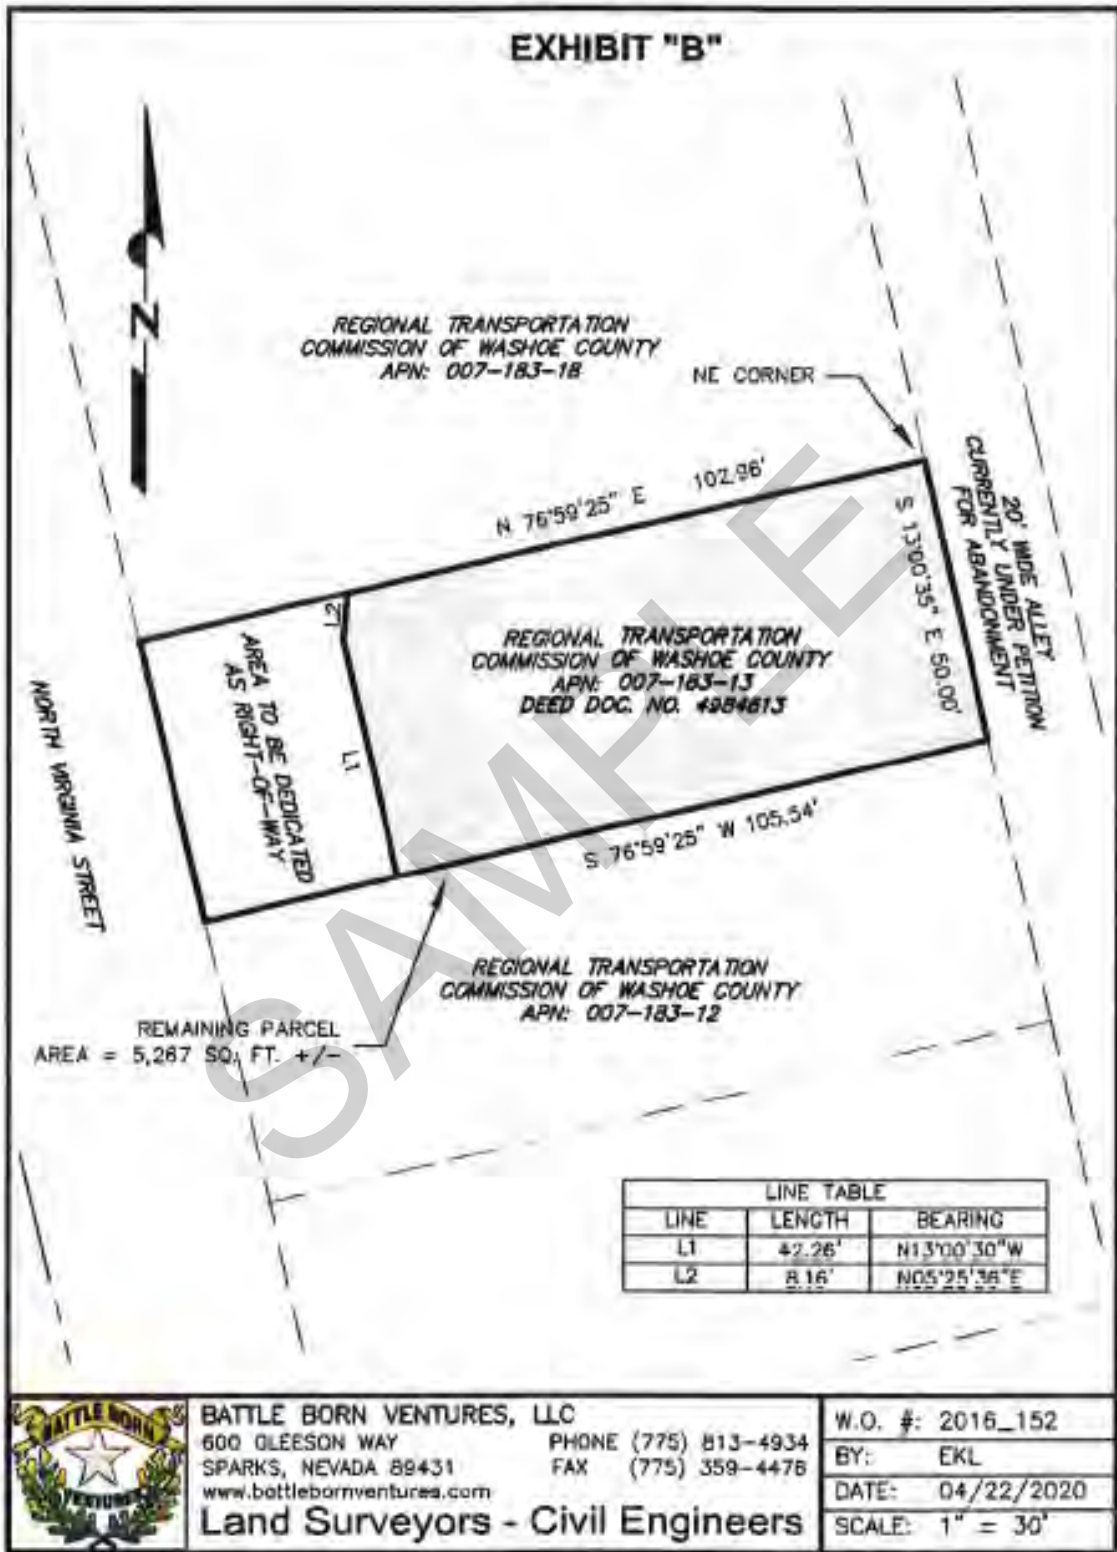 EXHIBIT "B"
N
REGIONAL TRANSPORTATION
COMMISSION OF WASHOE COUNTY
APN: 007-183-18
NE CORNER
N 76°59'25" E 102.96'
S 13°00'35" E 50.00'
20' WIDE ALLEY
CURRENTLY UNDER PETITION
FOR ABANDONMENT
L2
L1
AREA TO BE DEDICATED
AS RIGHT-OF-WAY
REGIONAL TRANSPORTATION
COMMISSION OF WASHOE COUNTY
APN: 007-183-13
DEED DOC. NO. 4984613
NORTH VIRGINIA STREET
S 76°59'25" W 105.54'
REGIONAL TRANSPORTATION
COMMISSION OF WASHOE COUNTY
APN: 007-183-12
REMAINING PARCEL
AREA = 5,267 SQ. FT. +/-
SAMPLE
LINE TABLE
LINE LENGTH BEARING
L1 42.26' N13°00'30"W
L2 8.16' N05°25'36"E
BATTLE BORN
VENTURES
BATTLE BORN VENTURES, LLC
600 GLEESON WAY PHONE (775) 813-4934
SPARKS, NEVADA 89431 FAX (775) 359-4476
www.battlebornventures.com
Land Surveyors - Civil Engineers
W.O. #: 2016_152
BY: EKL
DATE: 04/22/2020
SCALE: 1" = 30'